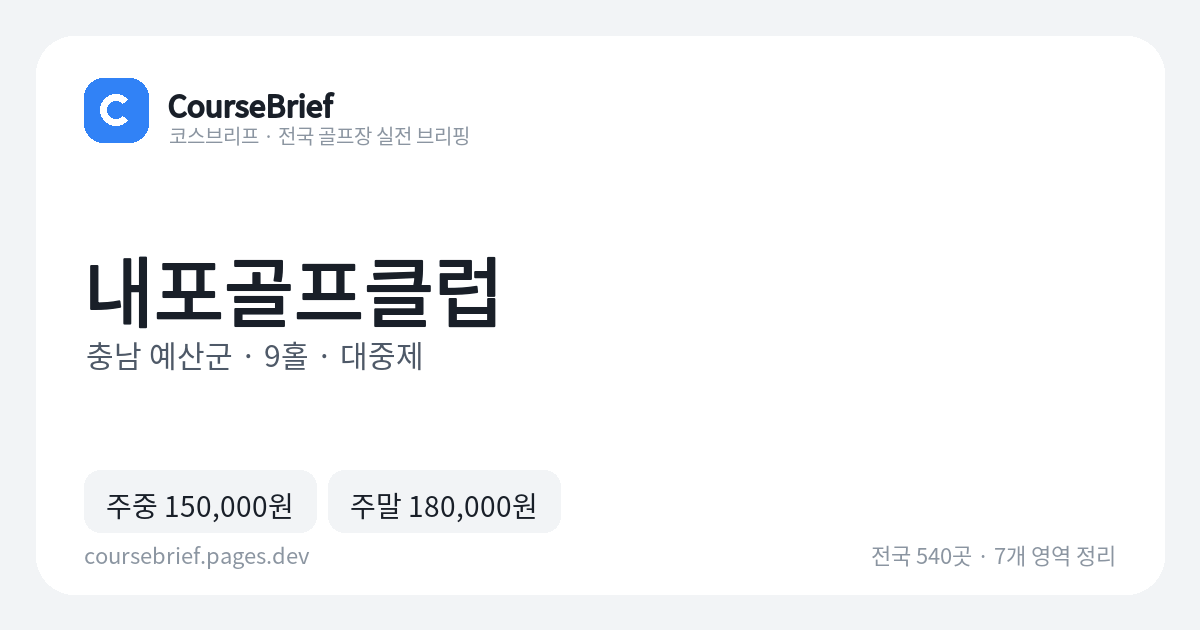 C
CourseBrief
코스브리프 · 전국 골프장 실전 브리핑
내포골프클럽
충남 예산군 · 9홀 · 대중제
주중 150,000원 주말 180,000원
coursebrief.pages.dev 전국 540곳 · 7개 영역 정리